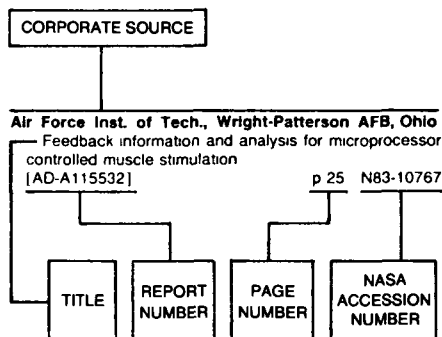 CORPORATE SOURCE
Air Force Inst. of Tech., Wright-Patterson AFB, Ohio
Feedback information and analysis for microprocessor
controlled muscle stimulation
[AD-A115532] p 25 N83-10767
TITLE
REPORT
NUMBER
PAGE
NUMBER
NASA
ACCESSION
NUMBER